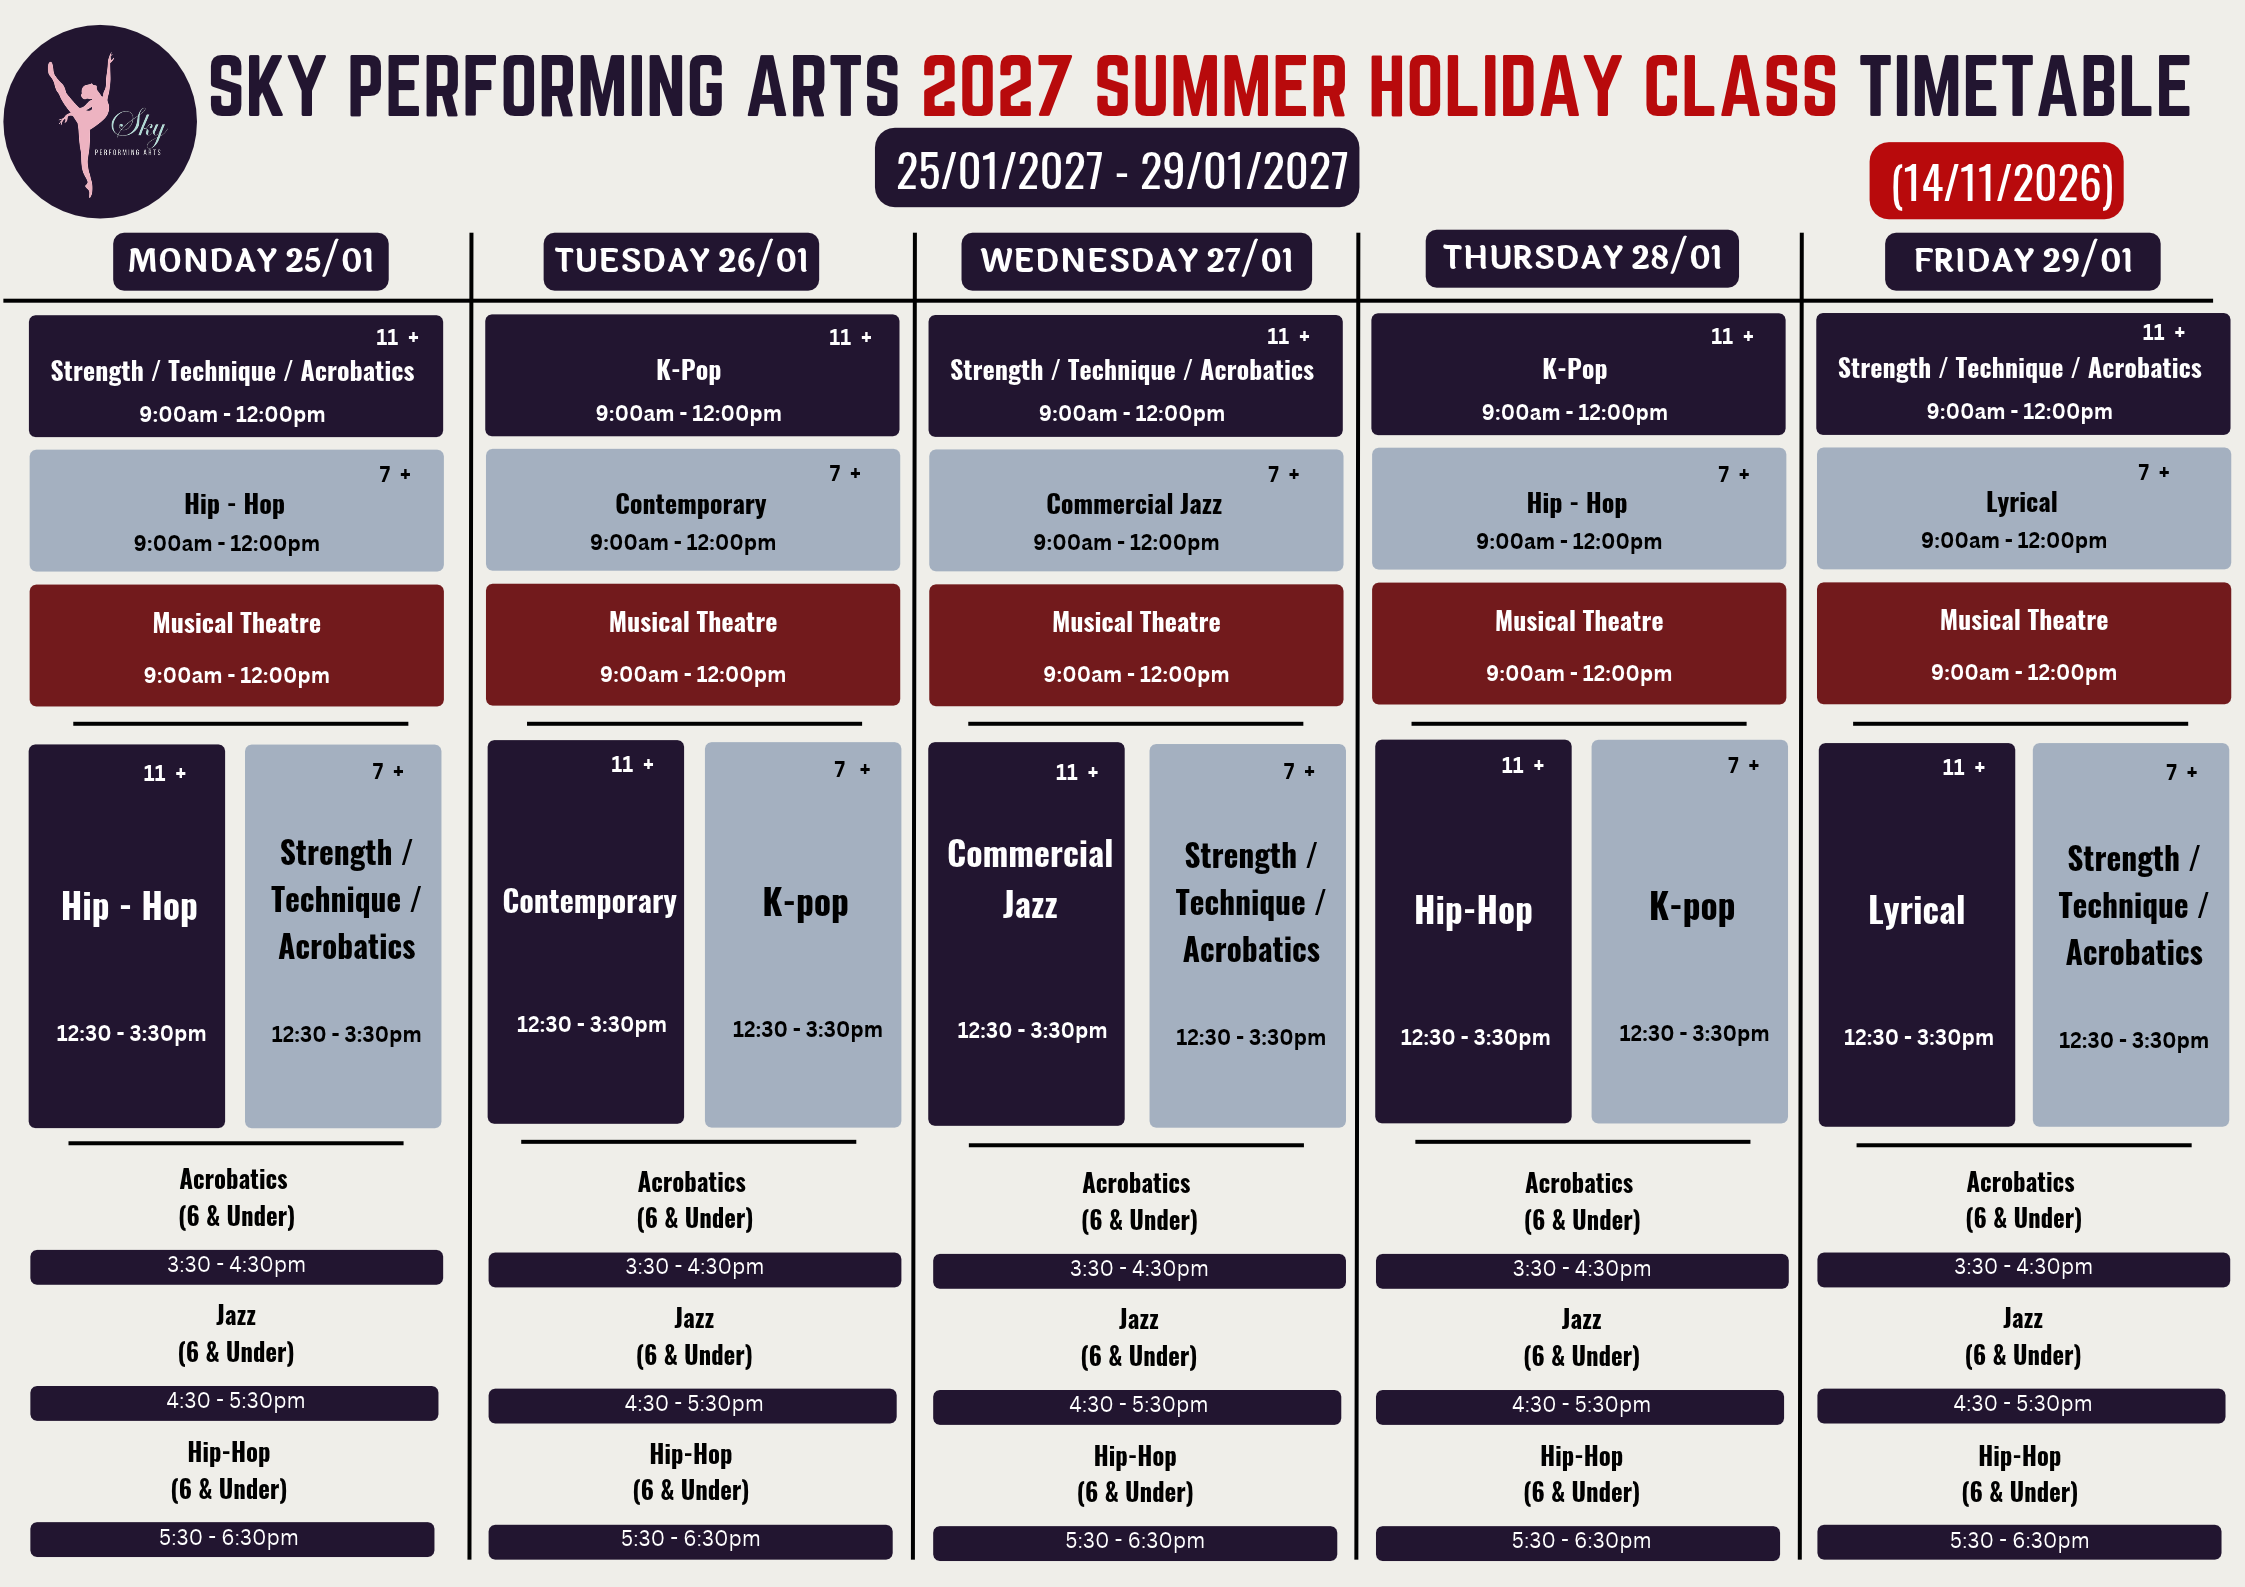 Sky
PERFORMING ARTS
SKY PERFORMING ARTS 2027 SUMMER HOLIDAY CLASS TIMETABLE
25/01/2027 - 29/01/2027
(14/11/2026)
MONDAY 25/01
11 +
Strength / Technique / Acrobatics
9:00am - 12:00pm
7 +
Hip - Hop
9:00am - 12:00pm
Musical Theatre
9:00am - 12:00pm
11 +
Hip - Hop
12:30 - 3:30pm
7 +
Strength /
Technique /
Acrobatics
12:30 - 3:30pm
Acrobatics
(6 & Under)
3:30 - 4:30pm
Jazz
(6 & Under)
4:30 - 5:30pm
Hip-Hop
(6 & Under)
5:30 - 6:30pm
TUESDAY 26/01
11 +
K-Pop
9:00am - 12:00pm
7 +
Contemporary
9:00am - 12:00pm
Musical Theatre
9:00am - 12:00pm
11 +
Contemporary
12:30 - 3:30pm
7 +
K-pop
12:30 - 3:30pm
Acrobatics
(6 & Under)
3:30 - 4:30pm
Jazz
(6 & Under)
4:30 - 5:30pm
Hip-Hop
(6 & Under)
5:30 - 6:30pm
WEDNESDAY 27/01
11 +
Strength / Technique / Acrobatics
9:00am - 12:00pm
7 +
Commercial Jazz
9:00am - 12:00pm
Musical Theatre
9:00am - 12:00pm
11 +
Commercial
Jazz
12:30 - 3:30pm
7 +
Strength /
Technique /
Acrobatics
12:30 - 3:30pm
Acrobatics
(6 & Under)
3:30 - 4:30pm
Jazz
(6 & Under)
4:30 - 5:30pm
Hip-Hop
(6 & Under)
5:30 - 6:30pm
THURSDAY 28/01
11 +
K-Pop
9:00am - 12:00pm
7 +
Hip - Hop
9:00am - 12:00pm
Musical Theatre
9:00am - 12:00pm
11 +
Hip-Hop
12:30 - 3:30pm
7 +
K-pop
12:30 - 3:30pm
Acrobatics
(6 & Under)
3:30 - 4:30pm
Jazz
(6 & Under)
4:30 - 5:30pm
Hip-Hop
(6 & Under)
5:30 - 6:30pm
FRIDAY 29/01
11 +
Strength / Technique / Acrobatics
9:00am - 12:00pm
7 +
Lyrical
9:00am - 12:00pm
Musical Theatre
9:00am - 12:00pm
11 +
Lyrical
12:30 - 3:30pm
7 +
Strength /
Technique /
Acrobatics
12:30 - 3:30pm
Acrobatics
(6 & Under)
3:30 - 4:30pm
Jazz
(6 & Under)
4:30 - 5:30pm
Hip-Hop
(6 & Under)
5:30 - 6:30pm